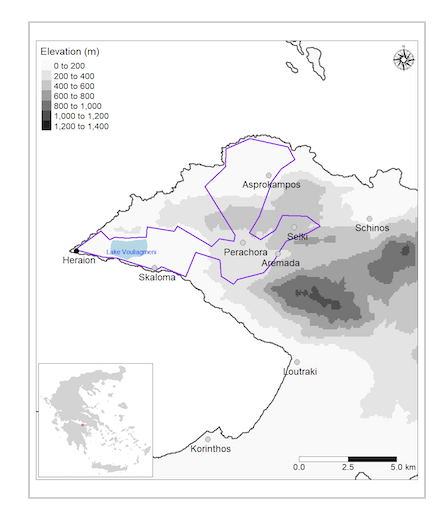 Elevation (m)
0 to 200
200 to 400
400 to 600
600 to 800
800 to 1,000
1,000 to 1,200
1,200 to 1,400
Asprokampos
Schinos
Seiki
Lake Vouliagmeni
Perachora
Heraion
Aremada
Skaloma
Loutraki
Korinthos
0.0 2.5 5.0 km